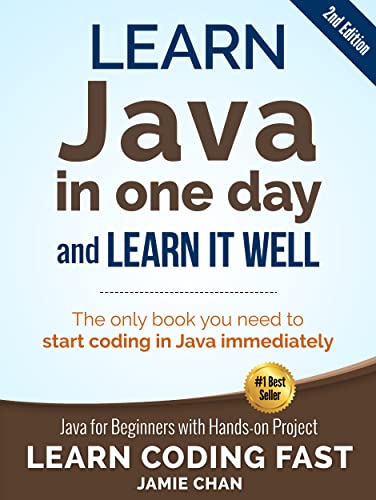 2nd Edition
LEARN
Java
in one day
and LEARN IT WELL
The only book you need to
start coding in Java immediately
#1 Best
Seller
Java for Beginners with Hands-on Project
LEARN CODING FAST
JAMIE CHAN